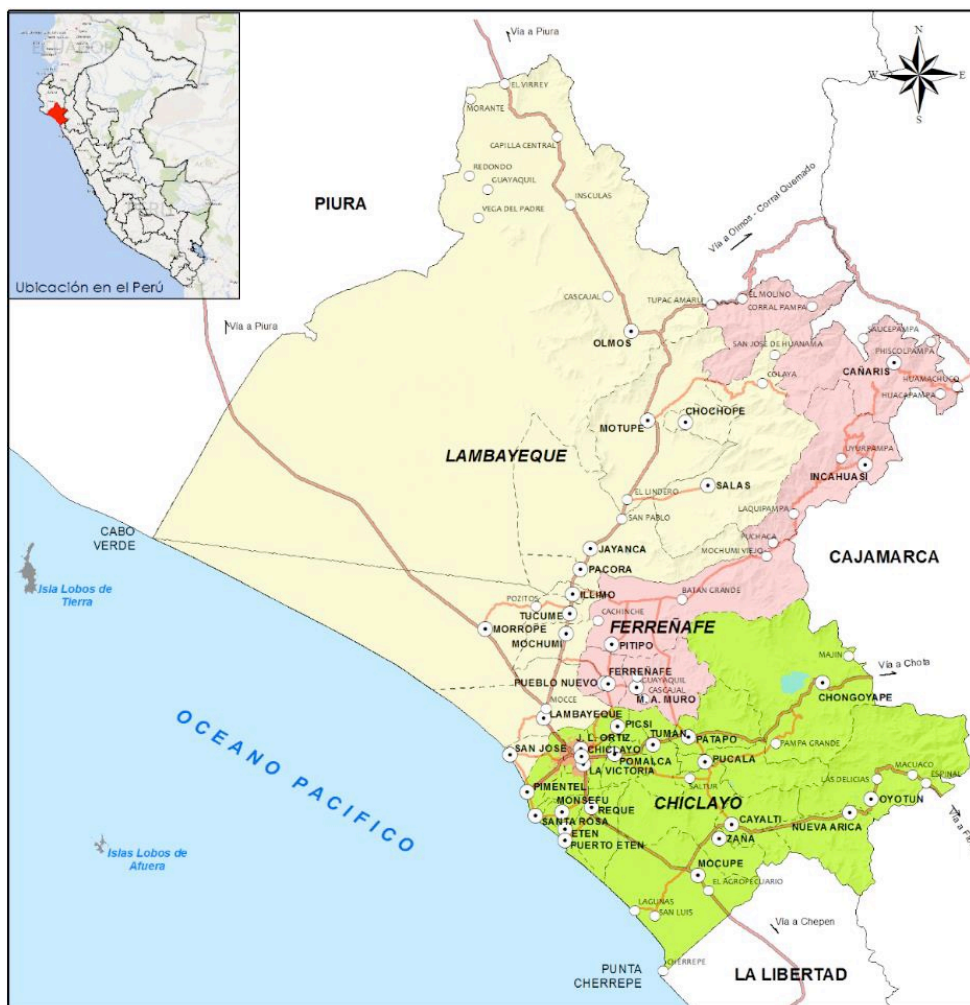 ECUADOR
Ubicación en el Perú
Vía a Piura
EL VIRREY
MORANTE
CAPILLA CENTRAL
REDONDO
GUAYAQUIL
INSCULAS
VEGA DEL PADRE
PIURA
N
W
E
S
Vía a Olmos - Corral Quemado
Vía a Piura
CASCAJAL
TUPAC AMARU
EL MOLINO
CORRAL PAMPA
OLMOS
SAN JOSE DE HUANAMA
SAUCEPAMPA
PHISCOLPAMPA
CAÑARIS
HUAMACHUCO
HUACAPAMPA
COLAYA
MOTUPE
CHOCHOPE
LAMBAYEQUE
UYURPAMPA
INCAHUASI
SALAS
EL LINDERO
SAN PABLO
LAQUIPAMPA
PUCHACA
MOCHUMI VIEJO
CAJAMARCA
CABO
VERDE
JAYANCA
PACORA
Isla Lobos de
Tierra
ILLIMO
POZITOS
BATAN GRANDE
TUCUME
CACHINCHE
MORROPE
MOCHUMI
FERREÑAFE
PITIPO
MAJIN
Vía a Chota
FERREÑAFE
PUEBLO NUEVO
GUAYAQUIL
CASCAJAL
M. A. MURO
CHONGOYAPE
MOCCE
LAMBAYEQUE
PICSI
OCEANO PACIFICO
SAN JOSE
J. L. ORTIZ
CHICLAYO
TUMAN
PATAPO
PAMPA GRANDE
POMALCA
LA VICTORIA
PUCALA
SALTUR
LAS DELICIAS
MACUACO
ESPINAL
PIMENTEL
MONSEFU
REQUE
CHICLAYO
OYOTUN
SANTA ROSA
ETEN
PUERTO ETEN
CAYALTI
NUEVA ARICA
ZAÑA
Islas Lobos de
Afuera
MOCUPE
EL AGROPECUARIO
LAGUNAS
SAN LUIS
Vía a Chepen
PUNTA
CHERREPE
CHERREPE
LA LIBERTAD